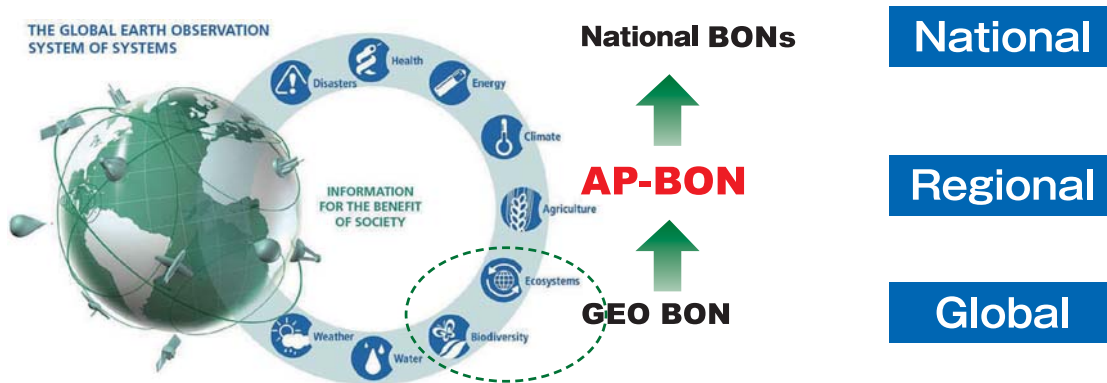 THE GLOBAL EARTH OBSERVATION
SYSTEM OF SYSTEMS
Health
Disasters
Energy
Climate
INFORMATION
FOR THE BENEFIT
OF SOCIETY
Agriculture
Ecosystems
Biodiversity
Weather
Water
National BONs
AP-BON
GEO BON
National
Regional
Global